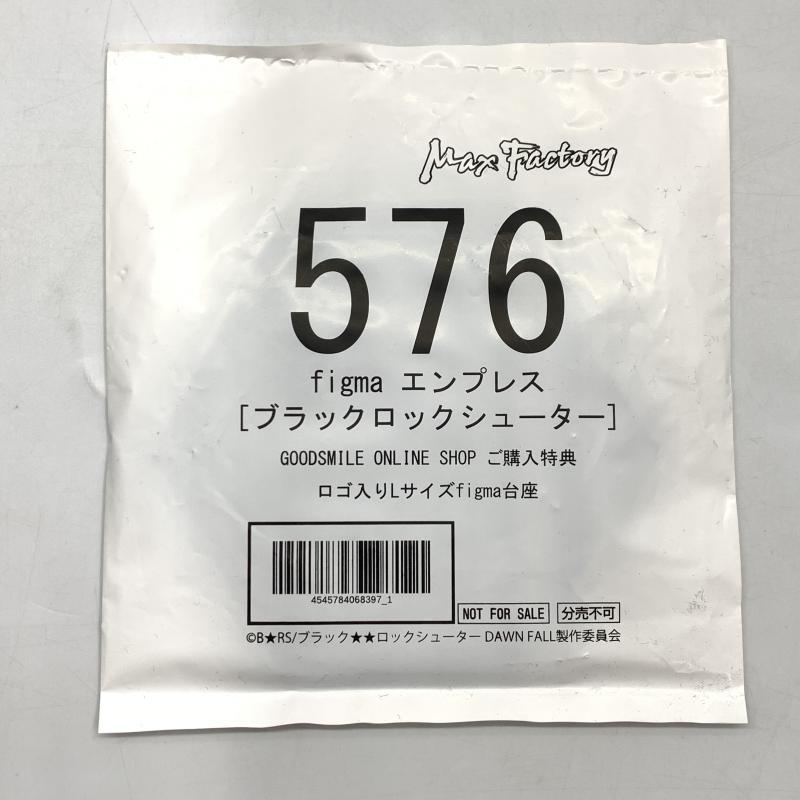 Max Factory
576
figma エンプレス
[ブラックロックシューター]
GOODSMILE ONLINE SHOP ご購入特典
ロゴ入りLサイズfigma台座
4545784068397_1
NOT FOR SALE 分売不可
©B★RS/ブラック★★ロックシューター DAWN FALL製作委員会